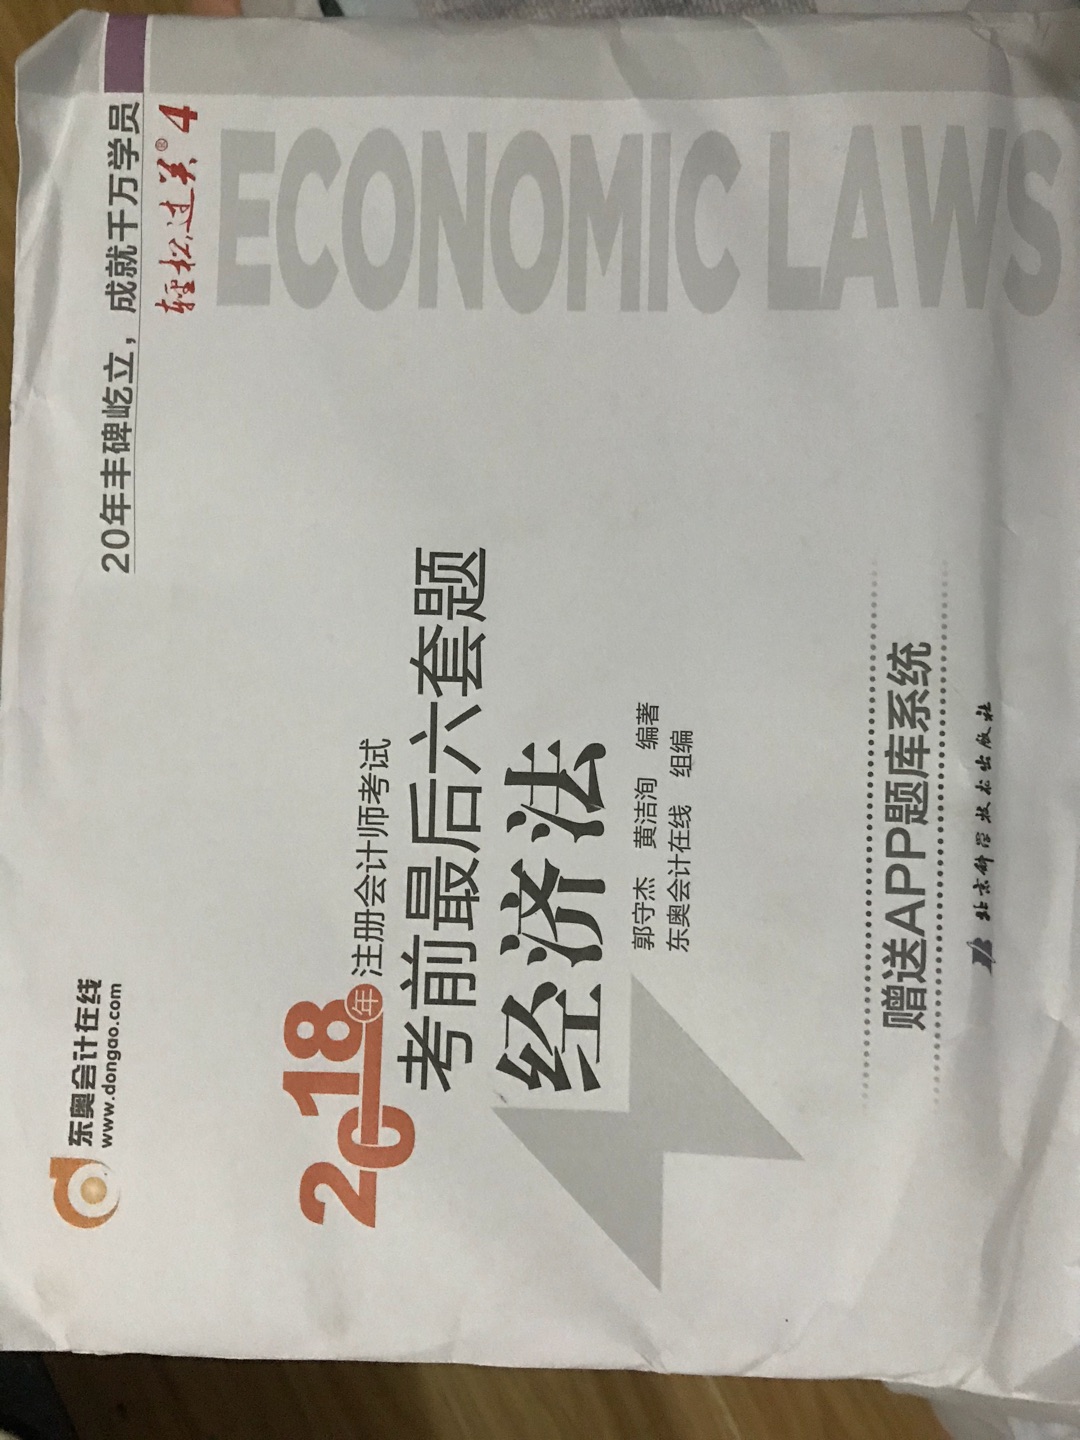 东奥会计在线
www.dongao.com
20年丰碑屹立，成就千万学员
轻松过关® 4
2018年 注册会计师考试
考前最后六套题
经济法
郭守杰 黄洁洵 编著
东奥会计在线 组编
赠送APP题库系统
北京科学技术出版社
ECONOMIC LAWS